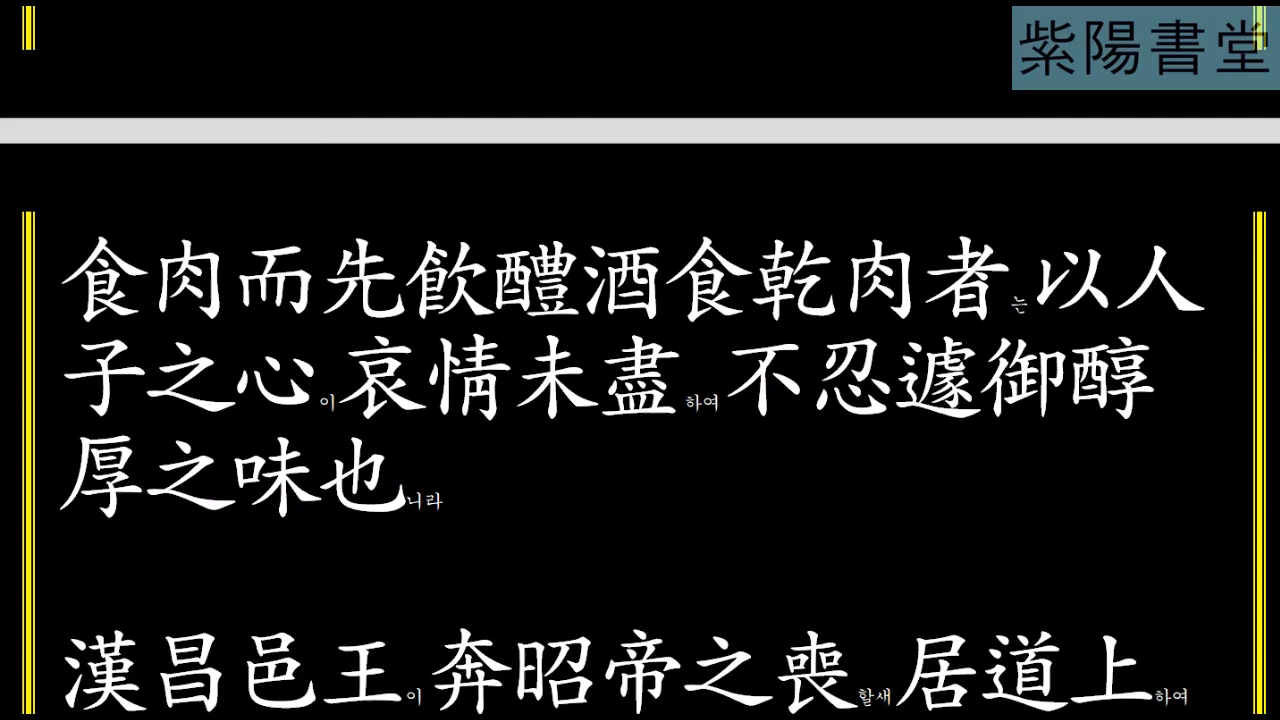 紫陽書堂
食肉而先飮醴酒食乾肉者는以人
子之心이哀情未盡하여不忍遽御醇
厚之味也니라
漢昌邑王이奔昭帝之喪할새居道上하여